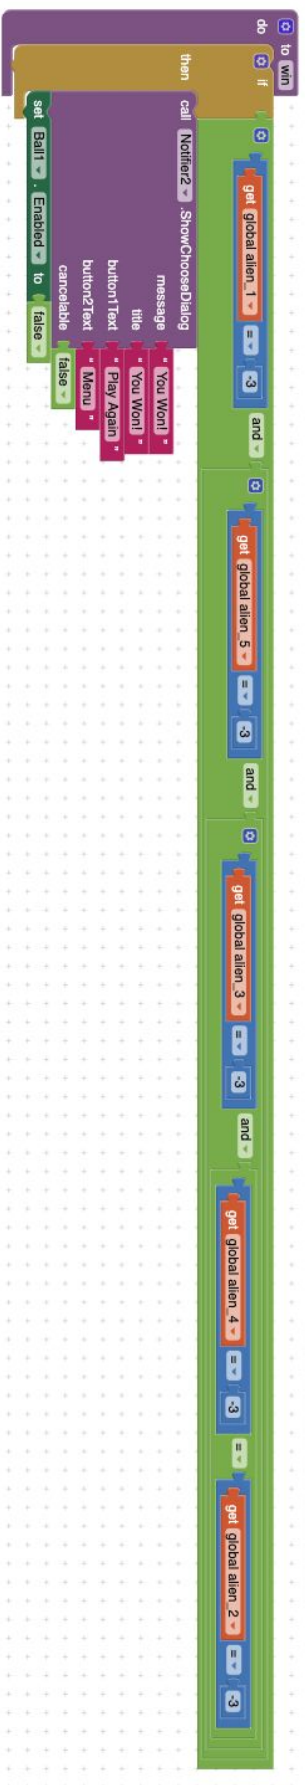 to win
do
if get global alien_1 = -3 and get global alien_5 = -3 and get global alien_3 = -3 and get global alien_4 = -3 = get global alien_2 = -3
then call Notifier2 .ShowChooseDialog
message " You Won! "
title " You Won! "
button1Text " Play Again "
button2Text " Menu "
cancelable false
set Ball1 . Enabled to false